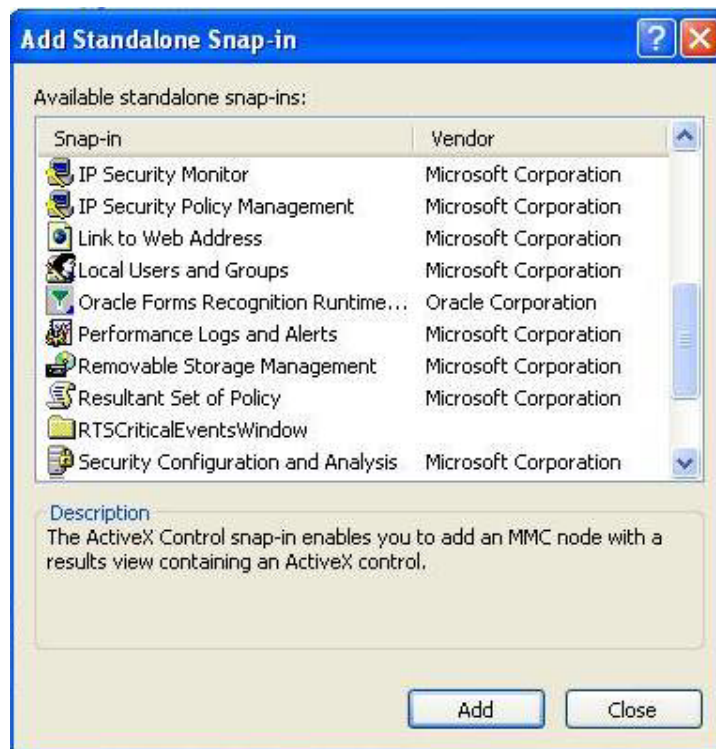 Add Standalone Snap-in
Available standalone snap-ins:
Snap-in Vendor
IP Security Monitor Microsoft Corporation
IP Security Policy Management Microsoft Corporation
Link to Web Address Microsoft Corporation
Local Users and Groups Microsoft Corporation
Oracle Forms Recognition Runtime... Oracle Corporation
Performance Logs and Alerts Microsoft Corporation
Removable Storage Management Microsoft Corporation
Resultant Set of Policy Microsoft Corporation
RTSCriticalEventsWindow
Security Configuration and Analysis Microsoft Corporation
Description
The ActiveX Control snap-in enables you to add an MMC node with a
results view containing an ActiveX control.
Add Close